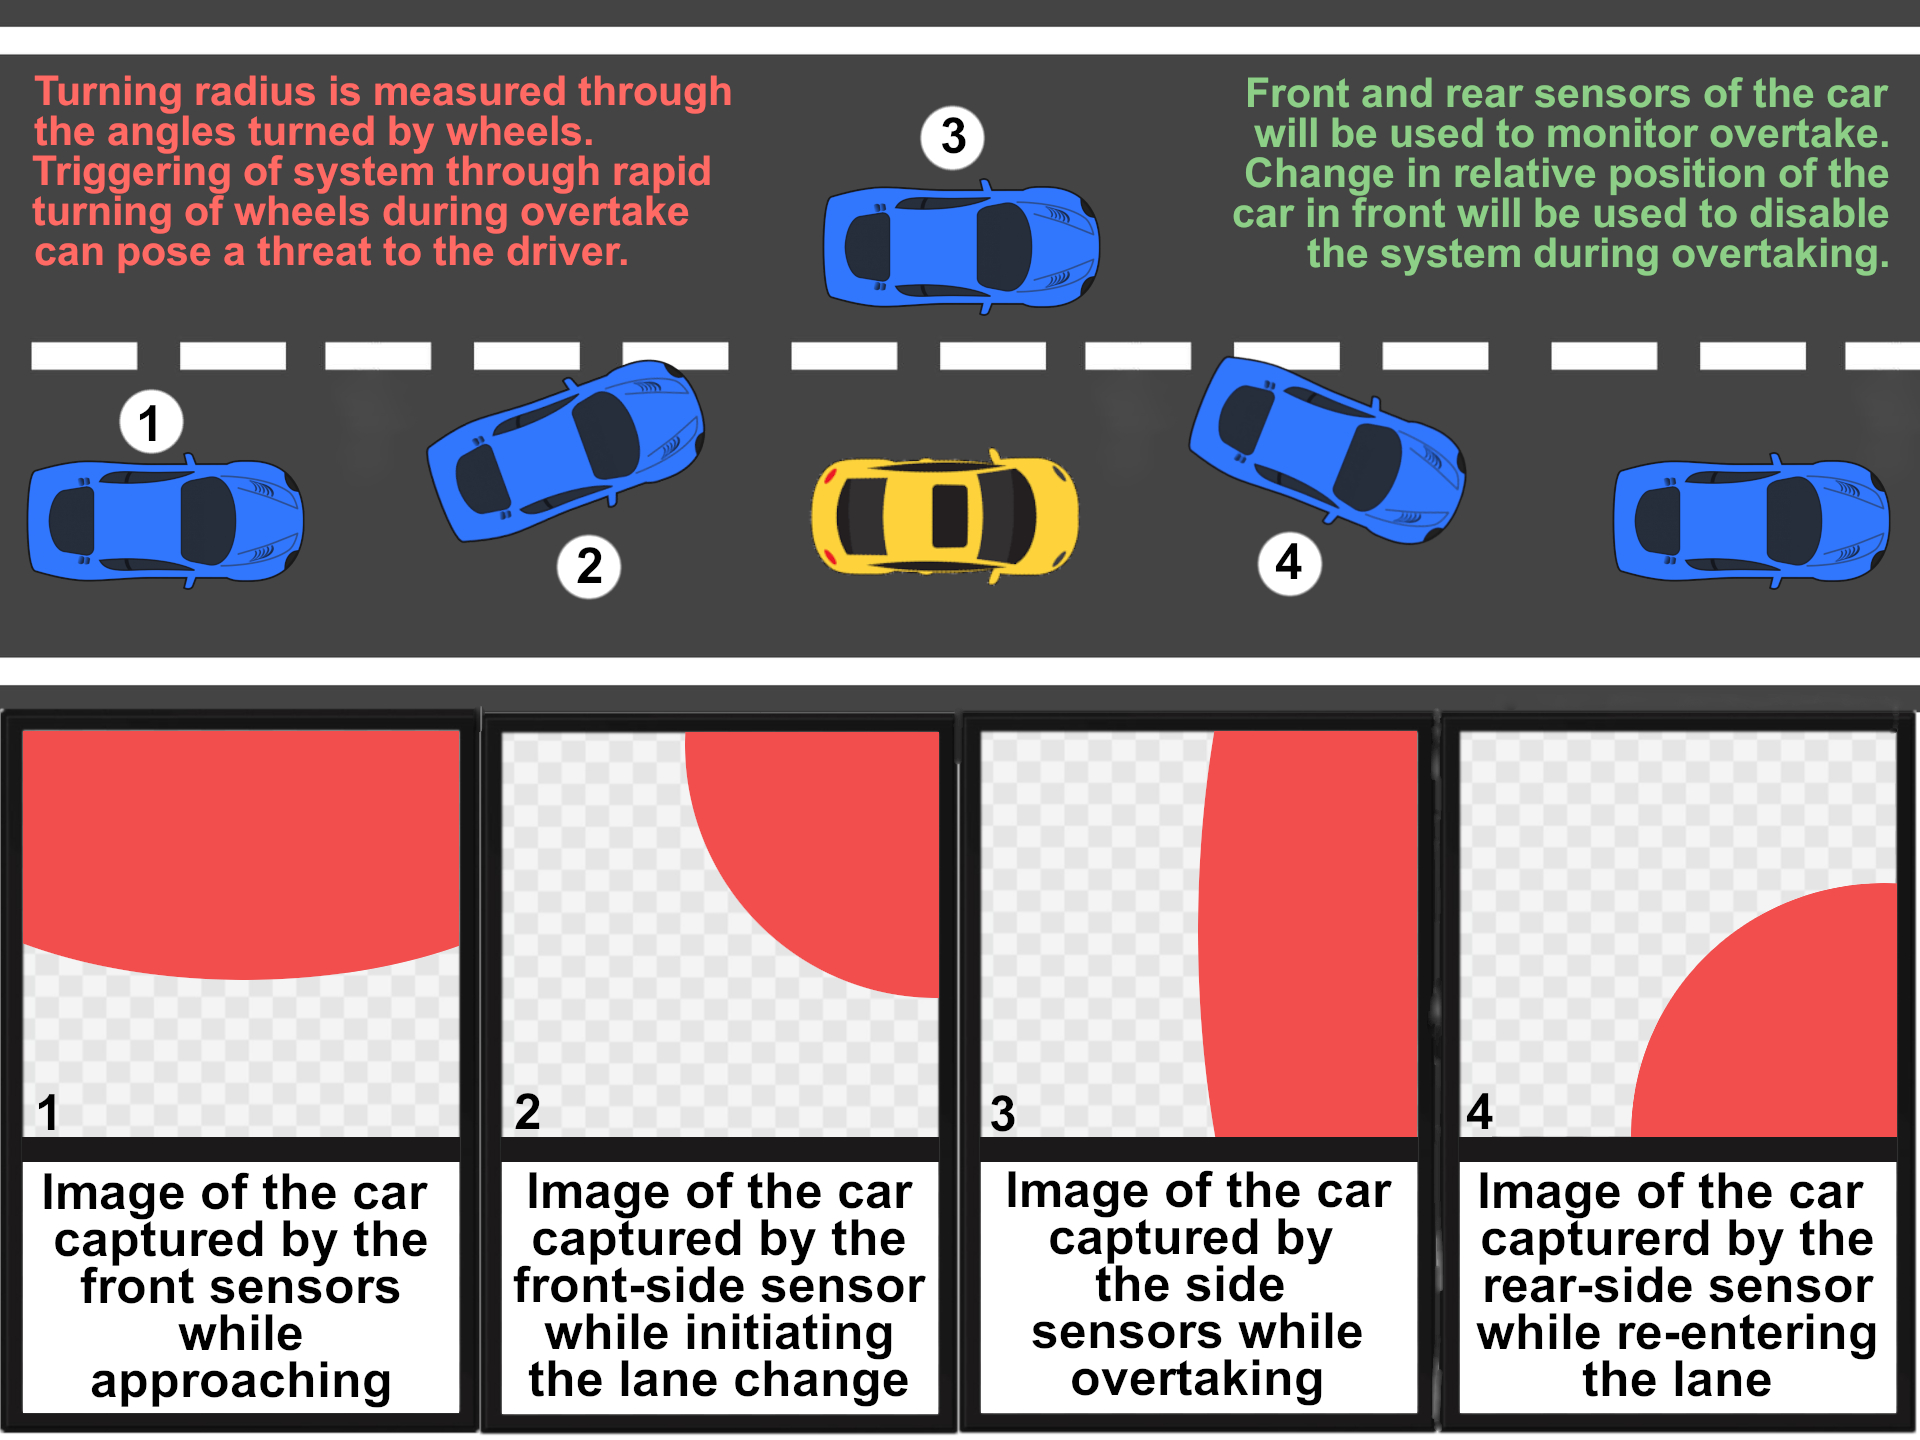 Turning radius is measured through
the angles turned by wheels.
Triggering of system through rapid
turning of wheels during overtake
can pose a threat to the driver.
Front and rear sensors of the car
will be used to monitor overtake.
Change in relative position of the
car in front will be used to disable
the system during overtaking.
3
1
2
4
1
Image of the car
captured by the
front sensors
while
approaching
2
Image of the car
captured by the
front-side sensor
while initiating
the lane change
3
Image of the car
captured by
the side
sensors while
overtaking
4
Image of the car
capturerd by the
rear-side sensor
while re-entering
the lane